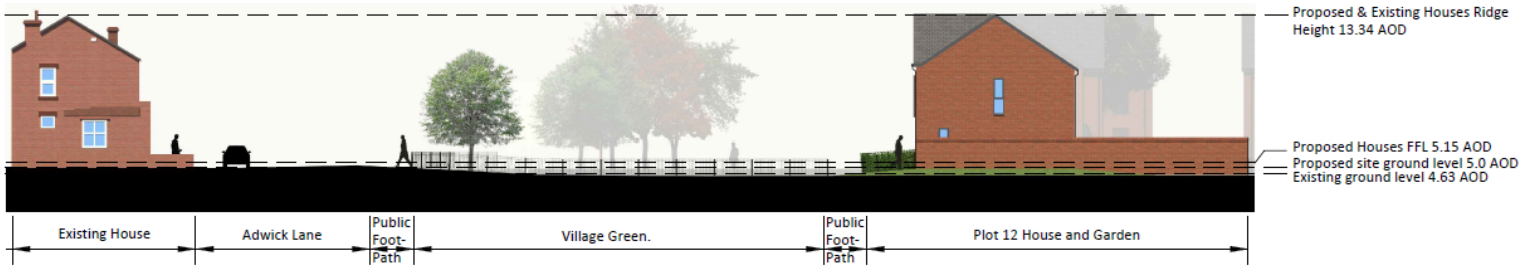 Proposed & Existing Houses Ridge
Height 13.34 AOD
Proposed Houses FFL 5.15 AOD
Proposed site ground level 5.0 AOD
Existing ground level 4.63 AOD
Existing House
Adwick Lane
Public
Foot-
Path
Village Green.
Public
Foot-
Path
Plot 12 House and Garden